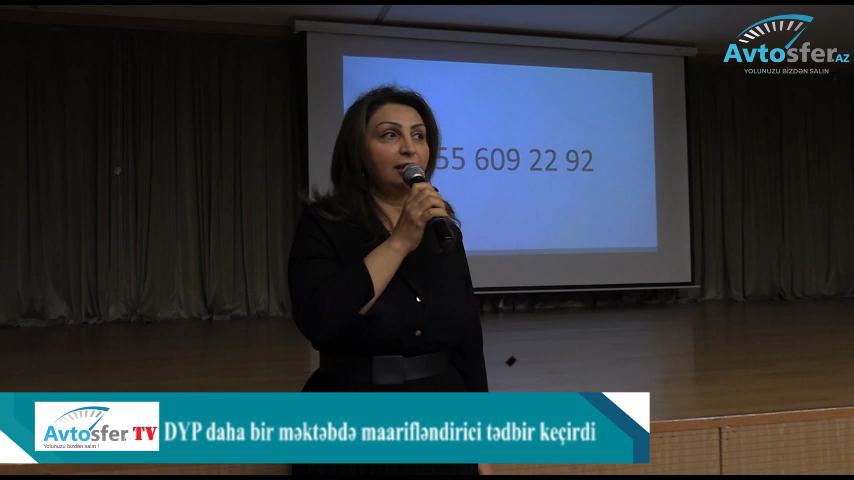 Avtosfer.AZ
YOLUNUZU BİZDƏN SALIN
55 609 22 92
Avtosfer TV
Yolunuzu bizdən salın !
DYP daha bir məktəbdə maarifləndirici tədbir keçirdi